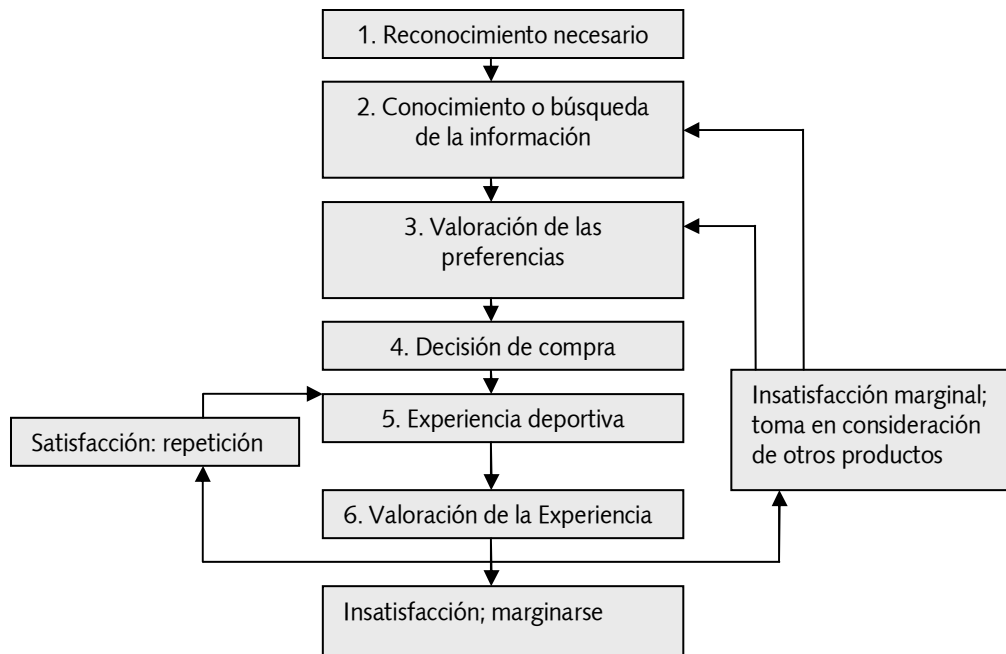 1. Reconocimiento necesario
2. Conocimiento o búsqueda
de la información
3. Valoración de las
preferencias
4. Decisión de compra
Insatisfacción marginal;
toma en consideración
de otros productos
5. Experiencia deportiva
Satisfacción: repetición
6. Valoración de la Experiencia
Insatisfacción; marginarse